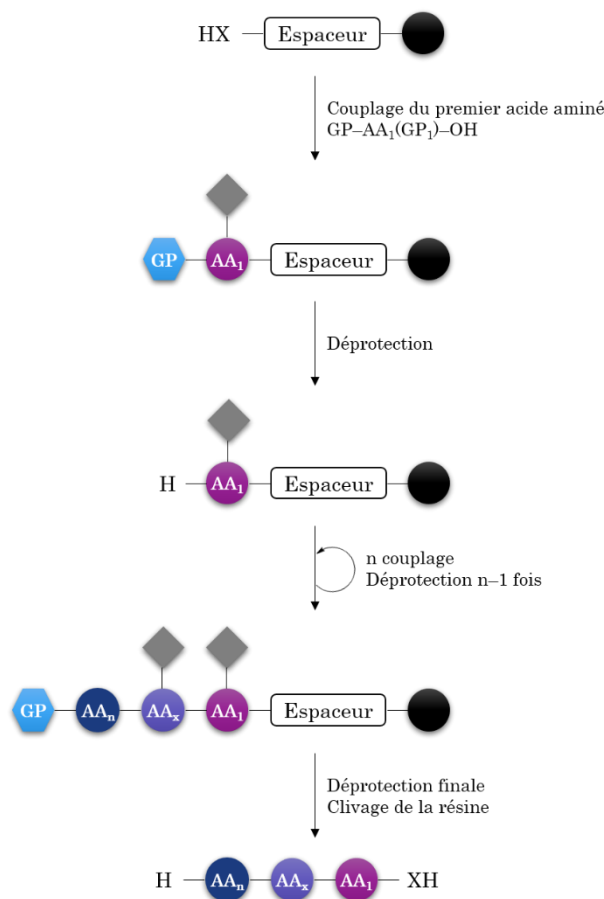 HX Espaceur
Couplage du premier acide aminé
GP–AA₁(GP₁)–OH
GP AA₁ Espaceur
Déprotection
H AA₁ Espaceur
n couplage
Déprotection n–1 fois
GP AAₙ AAₓ AA₁ Espaceur
Déprotection finale
Clivage de la résine
H AAₙ AAₓ AA₁ XH